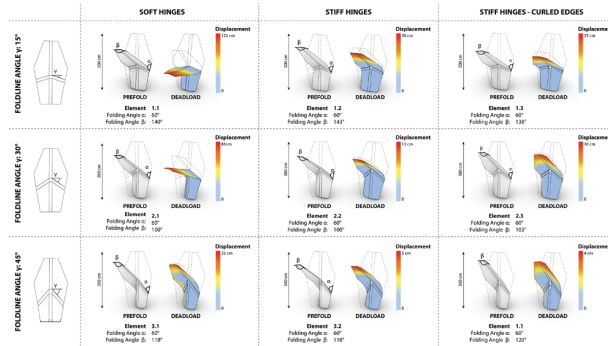 SOFT HINGES
STIFF HINGES
STIFF HINGES - CURLED EDGES
FOLDLINE ANGLE γ: 15°
γ
β
α
300 cm
PREFOLD
DEADLOAD
Displacement
122 cm
0
Element 1.1
Folding Angle α: 60°
Folding Angle β: 140°
β
α
300 cm
PREFOLD
DEADLOAD
Displacement
0
Element 1.2
Folding Angle α: 60°
Folding Angle β: 143°
β
α
300 cm
PREFOLD
DEADLOAD
Displacement
0
Element 1.3
Folding Angle α: 60°
Folding Angle β: 138°
FOLDLINE ANGLE γ: 30°
γ
β
α
300 cm
PREFOLD
DEADLOAD
Displacement
0
Element 2.1
Folding Angle α: 60°
Folding Angle β: 100°
β
α
300 cm
PREFOLD
DEADLOAD
Displacement
12 cm
0
Element 2.2
Folding Angle α: 60°
Folding Angle β: 100°
β
α
300 cm
PREFOLD
DEADLOAD
Displacement
10 cm
0
Element 2.3
Folding Angle α: 60°
Folding Angle β: 103°
FOLDLINE ANGLE γ: 45°
γ
β
α
300 cm
PREFOLD
DEADLOAD
Displacement
0
Element 3.1
Folding Angle α: 60°
Folding Angle β: 118°
β
α
300 cm
PREFOLD
DEADLOAD
Displacement
5 cm
0
Element 3.2
Folding Angle α: 60°
Folding Angle β: 118°
β
α
300 cm
PREFOLD
DEADLOAD
Displacement
4 cm
0
Element 1.1
Folding Angle α: 60°
Folding Angle β: 120°